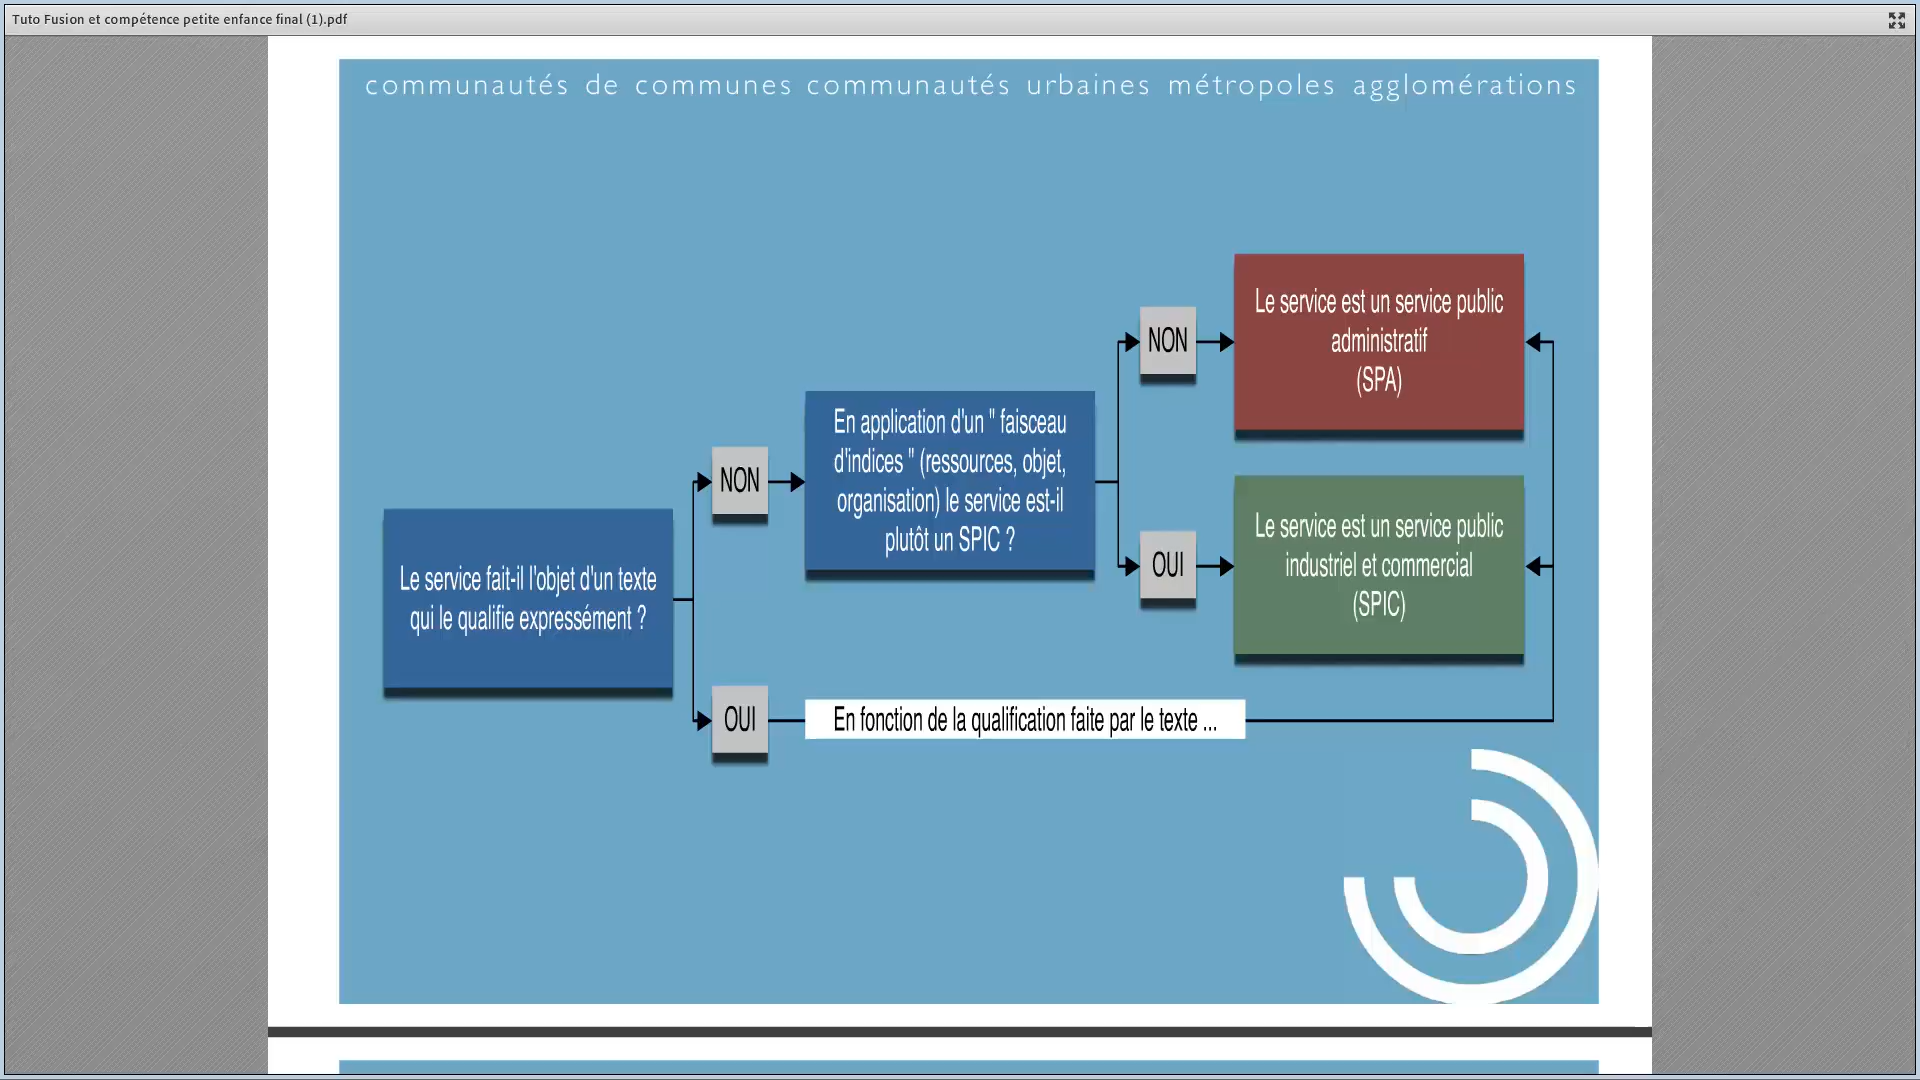 Tuto Fusion et compétence petite enfance final (1).pdf
communautés de communes communautés urbaines métropoles agglomérations
Le service fait-il l'objet d'un texte
qui le qualifie expressément ?
NON
En application d'un " faisceau
d'indices " (ressources, objet,
organisation) le service est-il
plutôt un SPIC ?
NON
Le service est un service public
administratif
(SPA)
OUI
Le service est un service public
industriel et commercial
(SPIC)
OUI
En fonction de la qualification faite par le texte ...